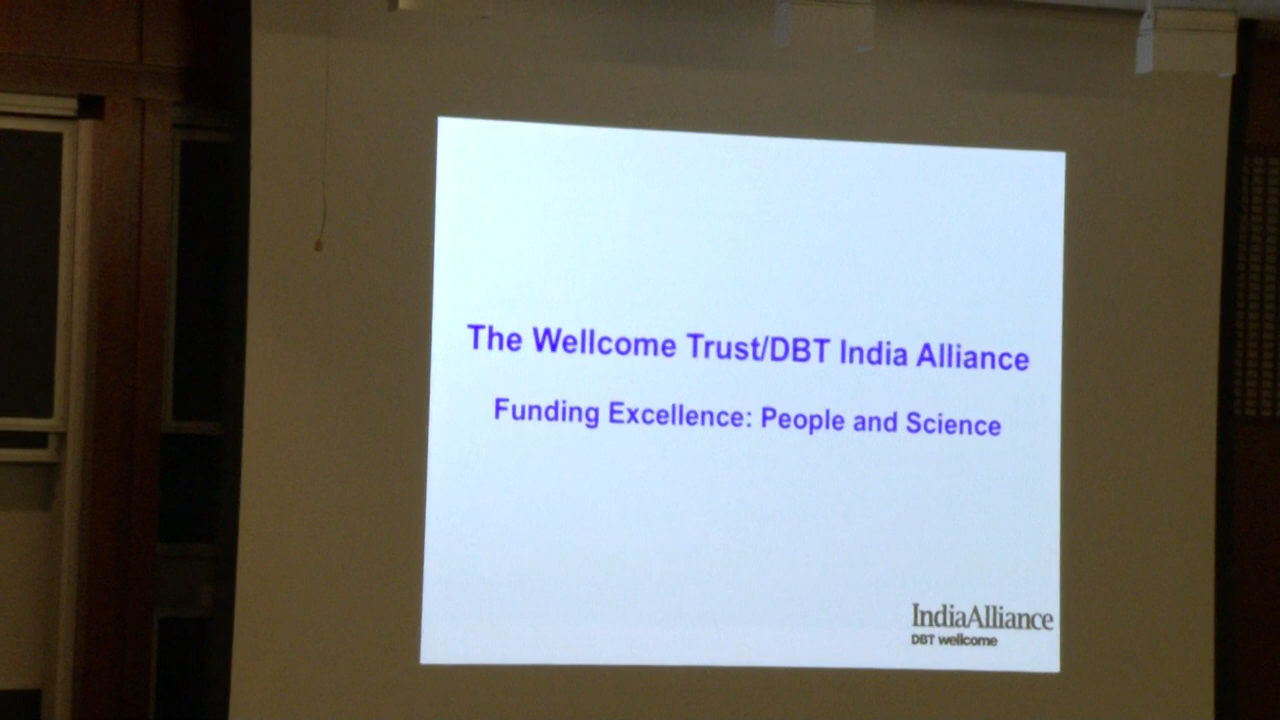 The Wellcome Trust/DBT India Alliance
Funding Excellence: People and Science
IndiaAlliance
DBT wellcome